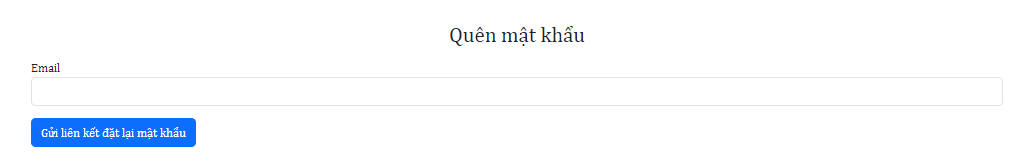 Quên mật khẩu
Email
Gửi liên kết đặt lại mật khẩu